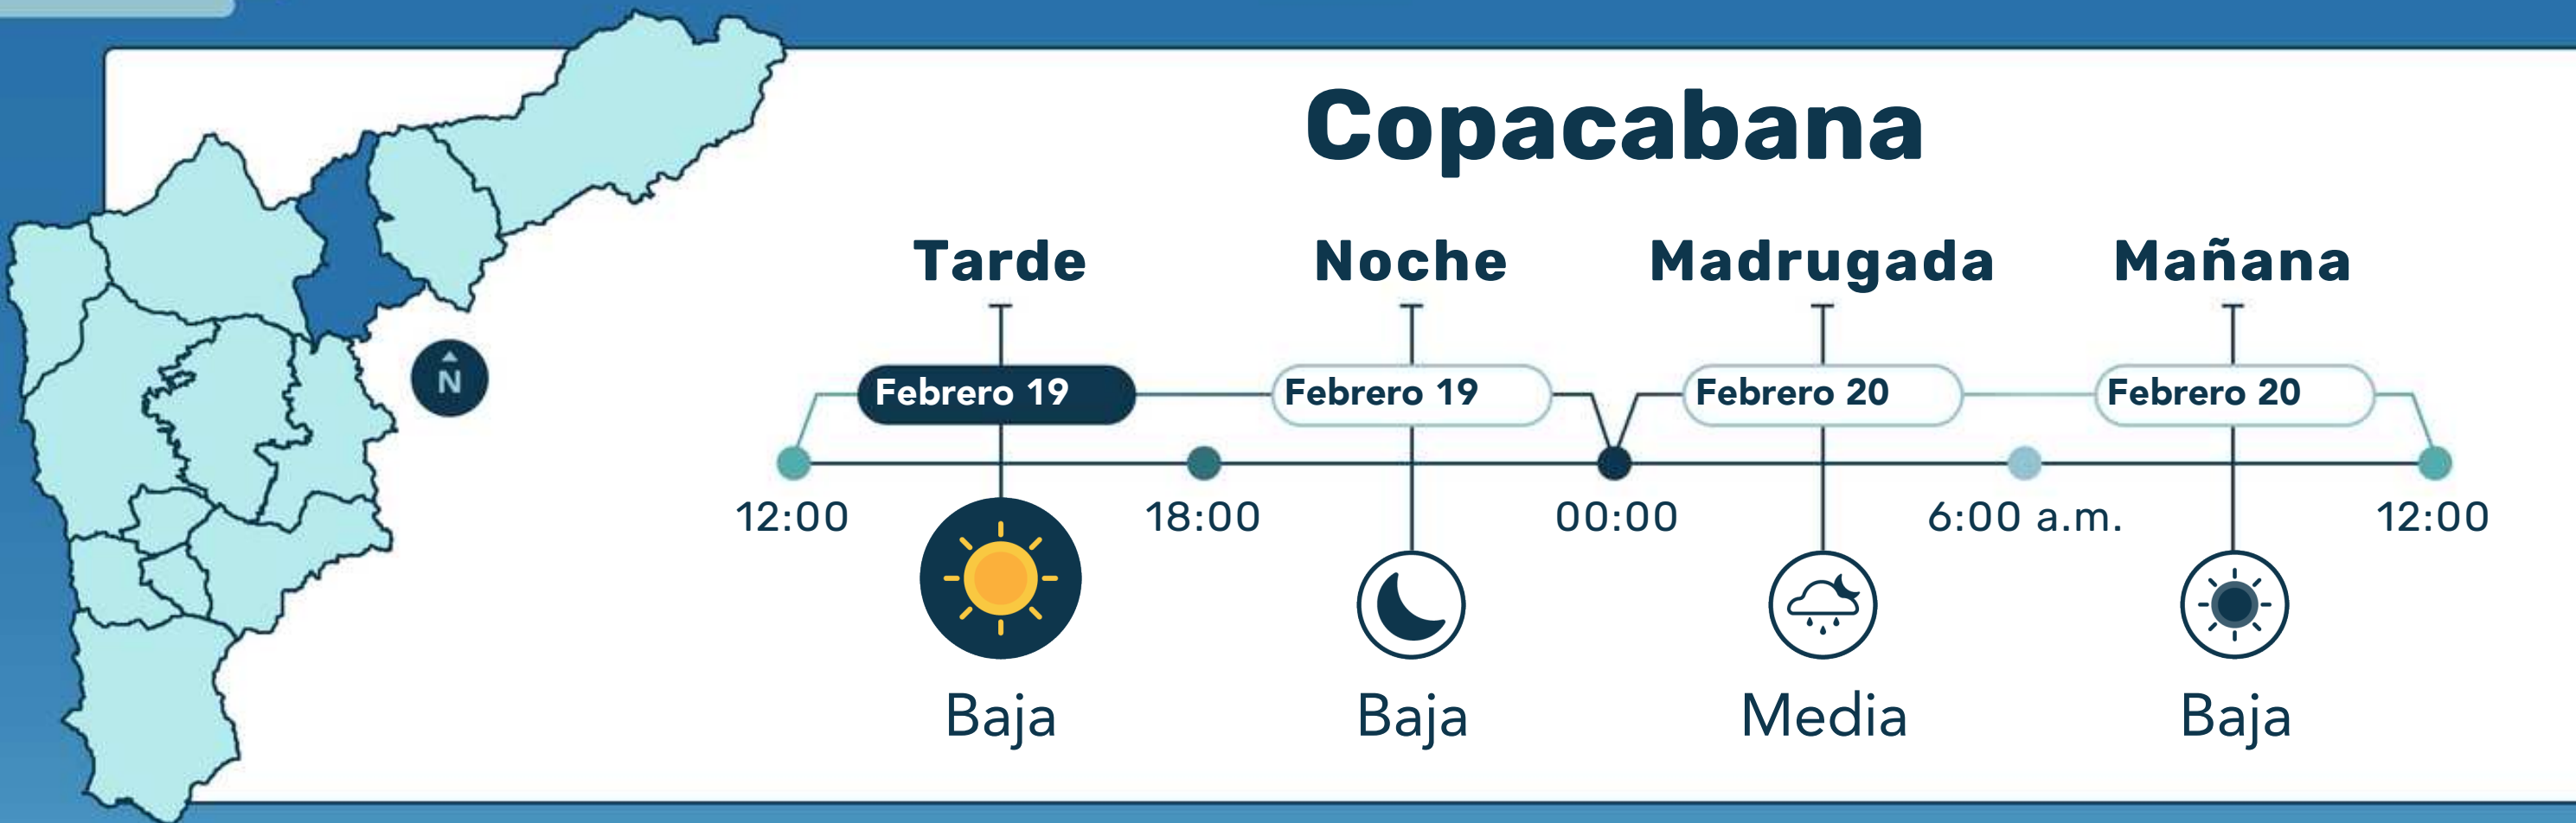 Copacabana
Tarde Noche Madrugada Mañana
Febrero 19 Febrero 19 Febrero 20 Febrero 20
N
12:00 18:00 00:00 6:00 a.m. 12:00
Baja Baja Media Baja